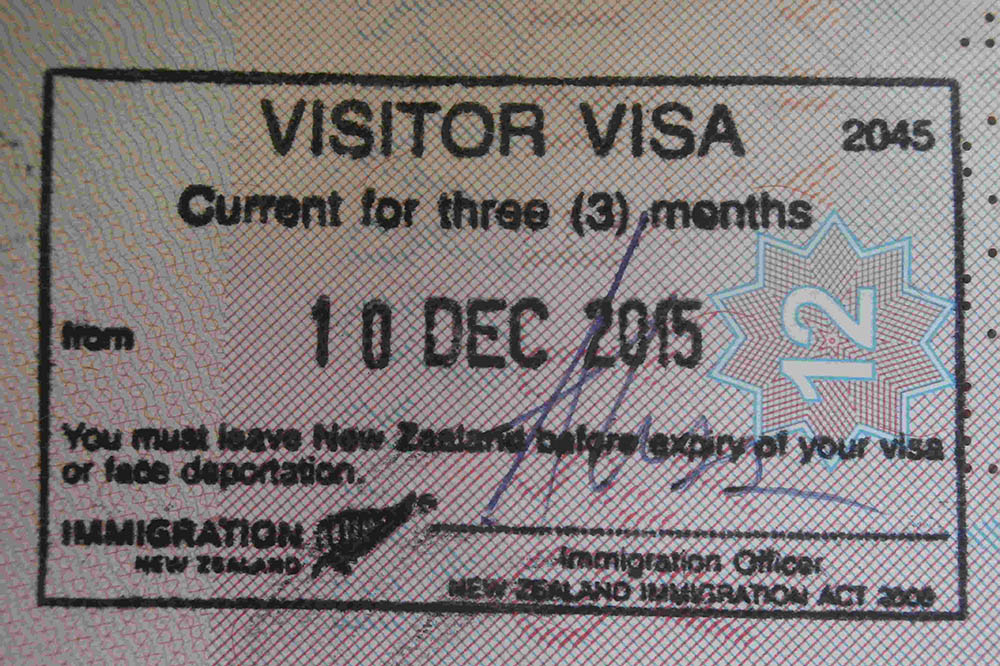 VISITOR VISA 2045
Current for three (3) months
from 10 DEC 2015
12
You must leave New Zealand before expiry of your visa
or face deportation.
IMMIGRATION
NEW ZEALAND
Immigration Officer
NEW ZEALAND IMMIGRATION ACT 2009